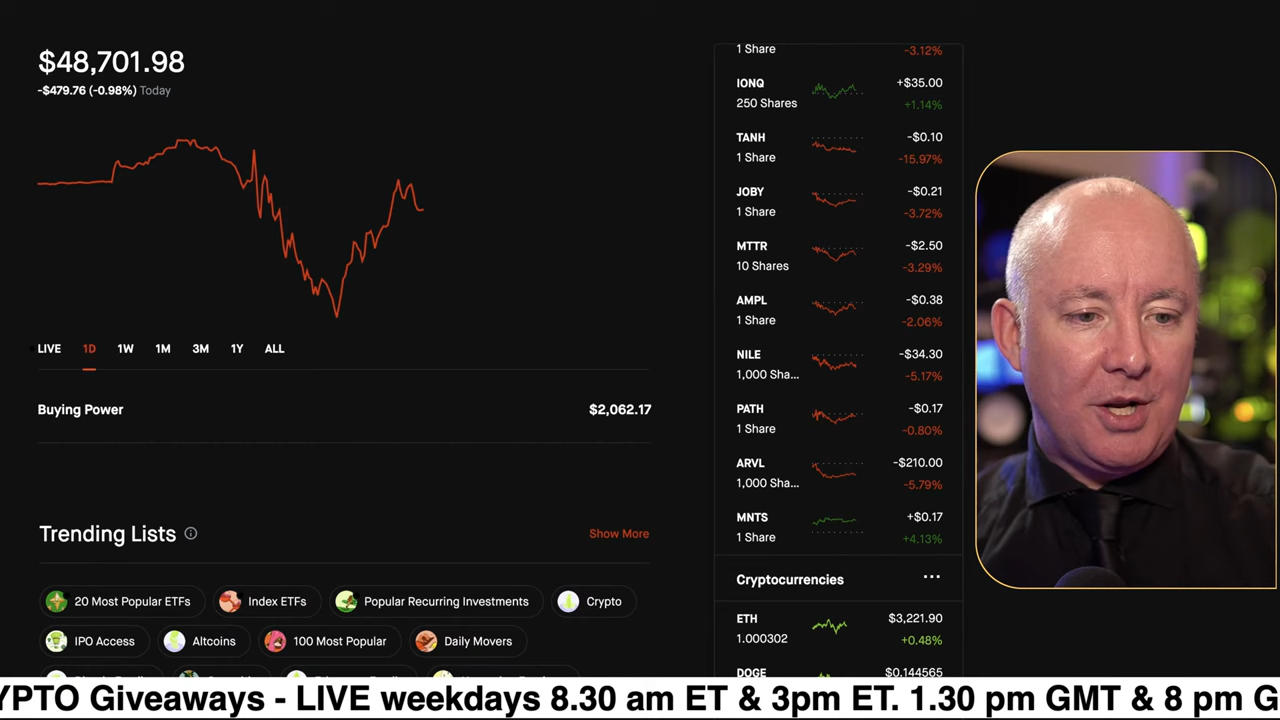 $48,701.98
-$479.76 (-0.98%) Today
LIVE 1D 1W 1M 3M 1Y ALL
Buying Power $2,062.17
Trending Lists
Show More
20 Most Popular ETFs Index ETFs Popular Recurring Investments Crypto
IPO Access Altcoins 100 Most Popular Daily Movers
1 Share -3.12%
IONQ +$35.00
250 Shares +1.14%
TANH -$0.10
1 Share -15.97%
JOBY -$0.21
1 Share -3.72%
MTTR -$2.50
10 Shares -3.29%
AMPL -$0.38
1 Share -2.06%
NILE -$34.30
1,000 Sha... -5.17%
PATH -$0.17
1 Share -0.80%
ARVL -$210.00
1,000 Sha... -5.79%
MNTS +$0.17
1 Share +4.13%
Cryptocurrencies ...
ETH $3,221.90
1.000302 +0.48%
DOGE $0.144565
YPTO Giveaways - LIVE weekdays 8.30 am ET & 3pm ET. 1.30 pm GMT & 8 pm G